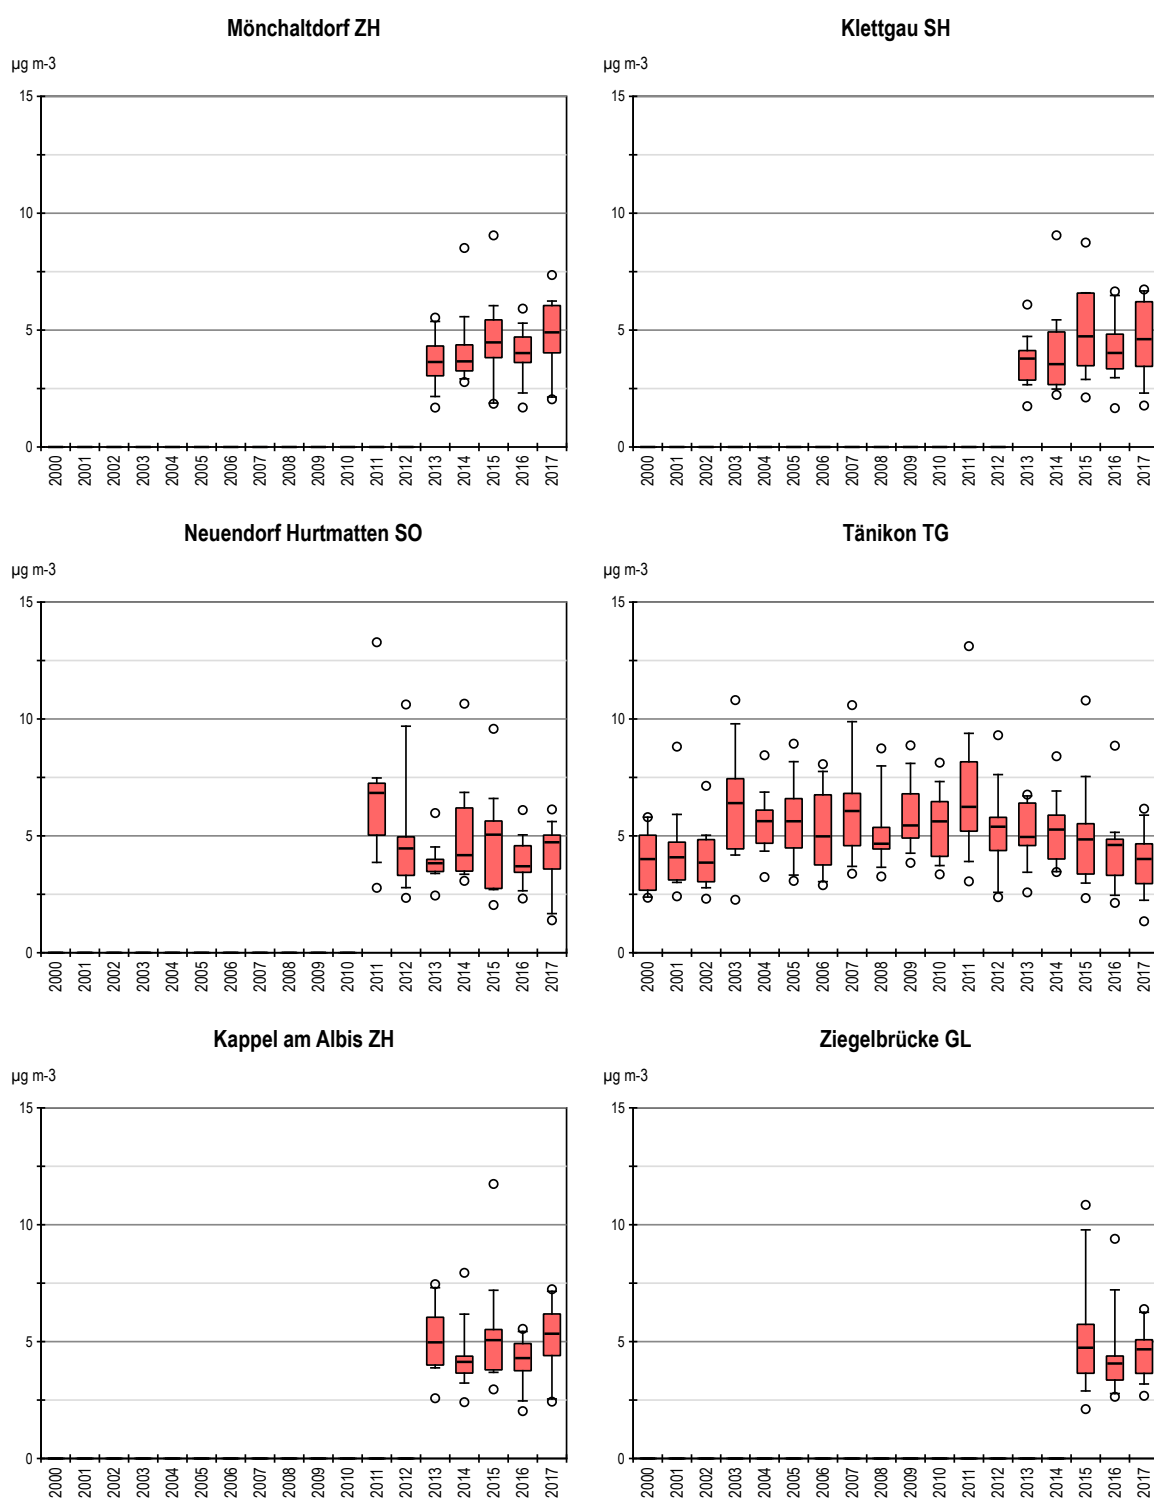 Mönchaltdorf ZH
Klettgau SH
µg m-3
µg m-3
15
10
5
0
2000 2001 2002 2003 2004 2005 2006 2007 2008 2009 2010 2011 2012 2013 2014 2015 2016 2017
15
10
5
0
2000 2001 2002 2003 2004 2005 2006 2007 2008 2009 2010 2011 2012 2013 2014 2015 2016 2017
Neuendorf Hurtmatten SO
Tänikon TG
µg m-3
µg m-3
15
10
5
0
2000 2001 2002 2003 2004 2005 2006 2007 2008 2009 2010 2011 2012 2013 2014 2015 2016 2017
15
10
5
0
2000 2001 2002 2003 2004 2005 2006 2007 2008 2009 2010 2011 2012 2013 2014 2015 2016 2017
Kappel am Albis ZH
Ziegelbrücke GL
µg m-3
µg m-3
15
10
5
0
2000 2001 2002 2003 2004 2005 2006 2007 2008 2009 2010 2011 2012 2013 2014 2015 2016 2017
15
10
5
0
2000 2001 2002 2003 2004 2005 2006 2007 2008 2009 2010 2011 2012 2013 2014 2015 2016 2017